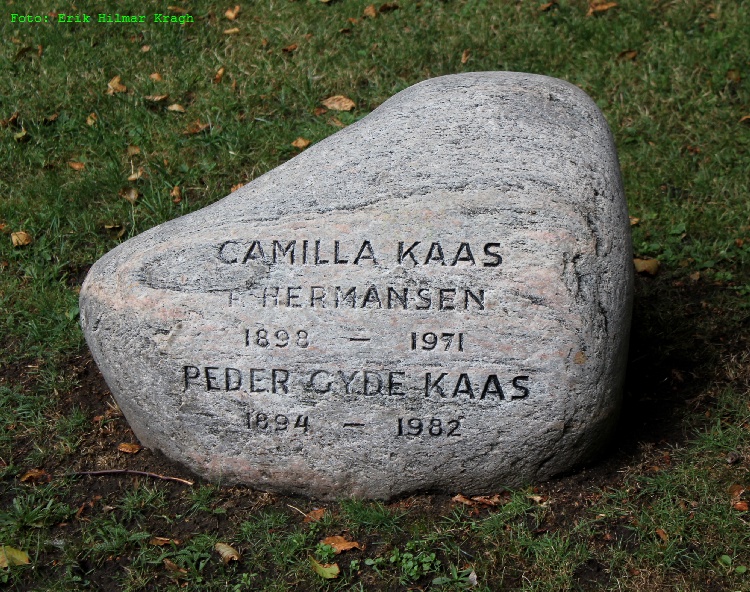 Foto: Erik Hilmar Kragh
CAMILLA KAAS
F. HERMANSEN
1898 – 1971
PEDER GYDE KAAS
1894 – 1982